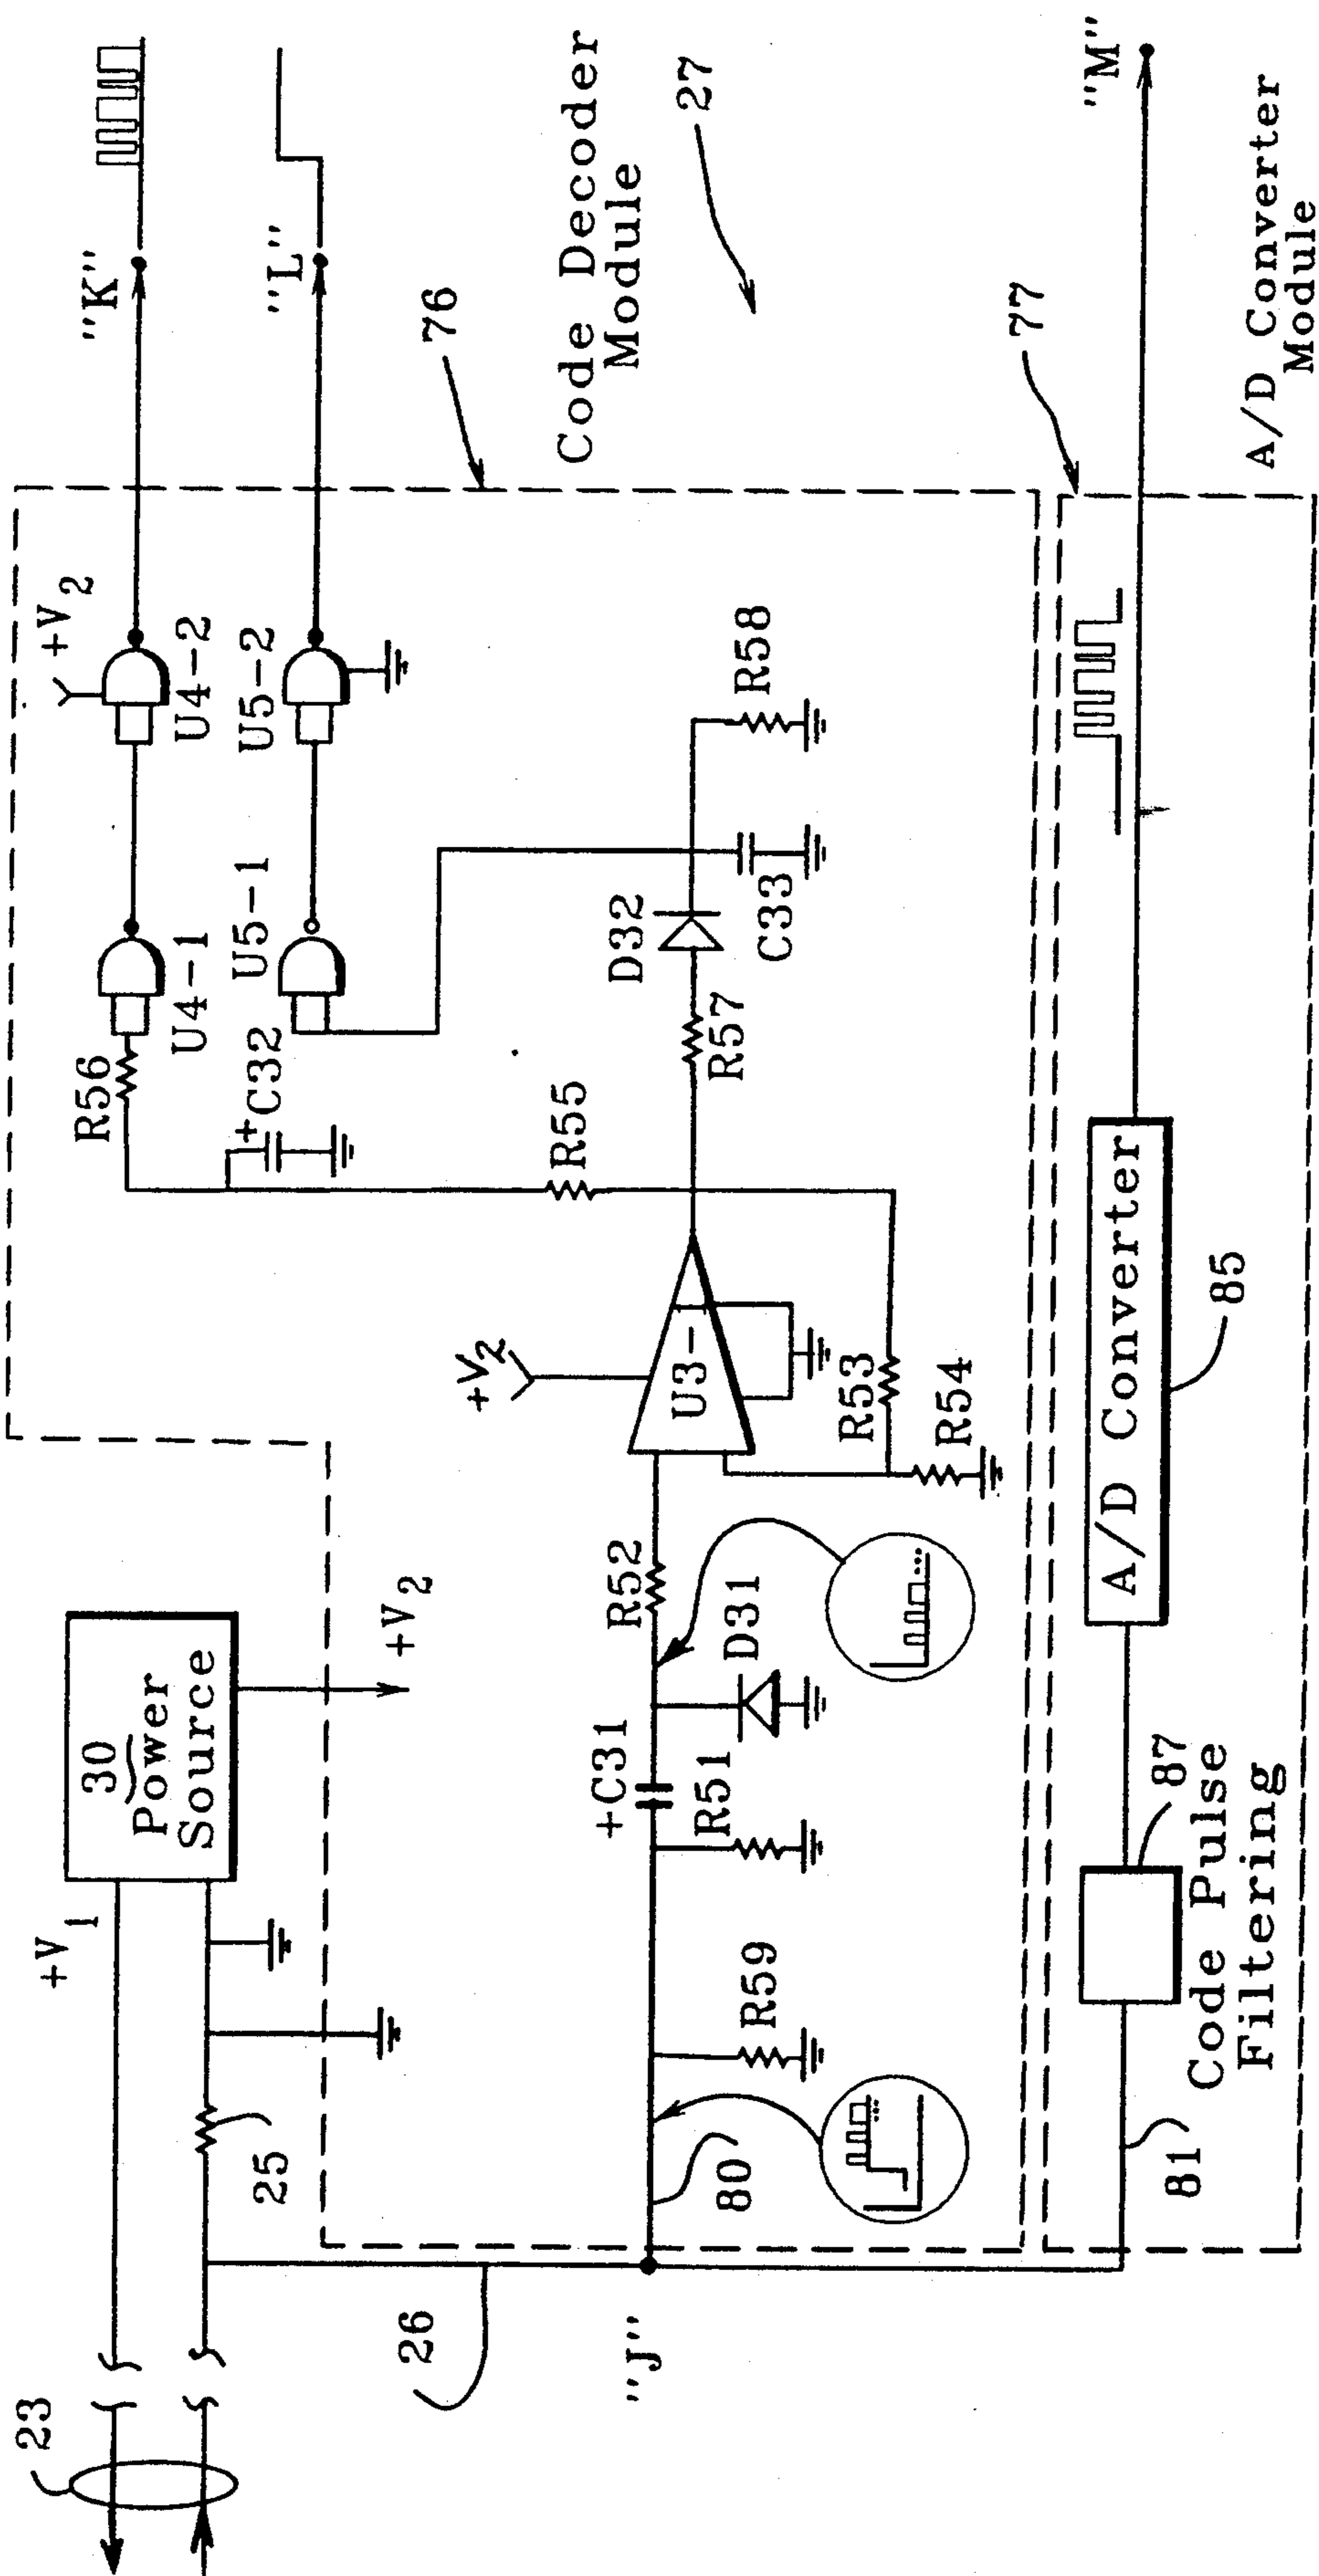 23
+V1
30
Power
Source
+V2
25
26
"J"
80
R59
R51
+C31
D31
R52
+V2
U3-1
R53
R54
R55
+C32
R56
U4-1
U5-1
+V2
U4-2
U5-2
R57
D32
C33
R58
76
"K"
"L"
Code Decoder
Module
27
81
87
Code Pulse
Filtering
A/D Converter
85
77
"M"
A/D Converter
Module